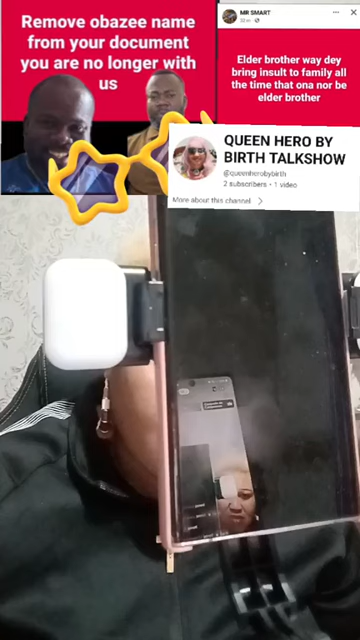 Remove obazee name
from your document
you are no longer with
us
MR SMART
Elder brother way dey
bring insult to family all
the time that ona nor be
elder brother
QUEEN HERO BY
BIRTH TALKSHOW
@queenherobybirth
2 subscribers • 1 video
More about this channel >